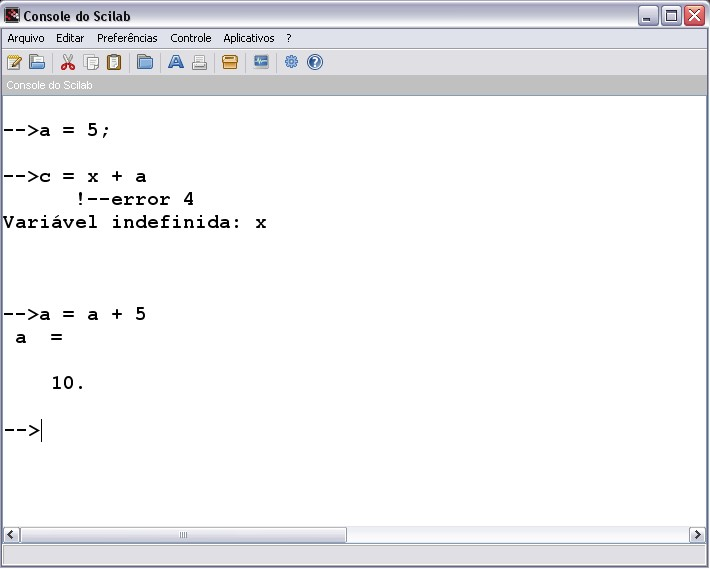 Console do Scilab
Arquivo Editar Preferências Controle Aplicativos ?
Console do Scilab
-->a = 5;
-->c = x + a
!--error 4
Variável indefinida: x
-->a = a + 5
a =
10.
-->